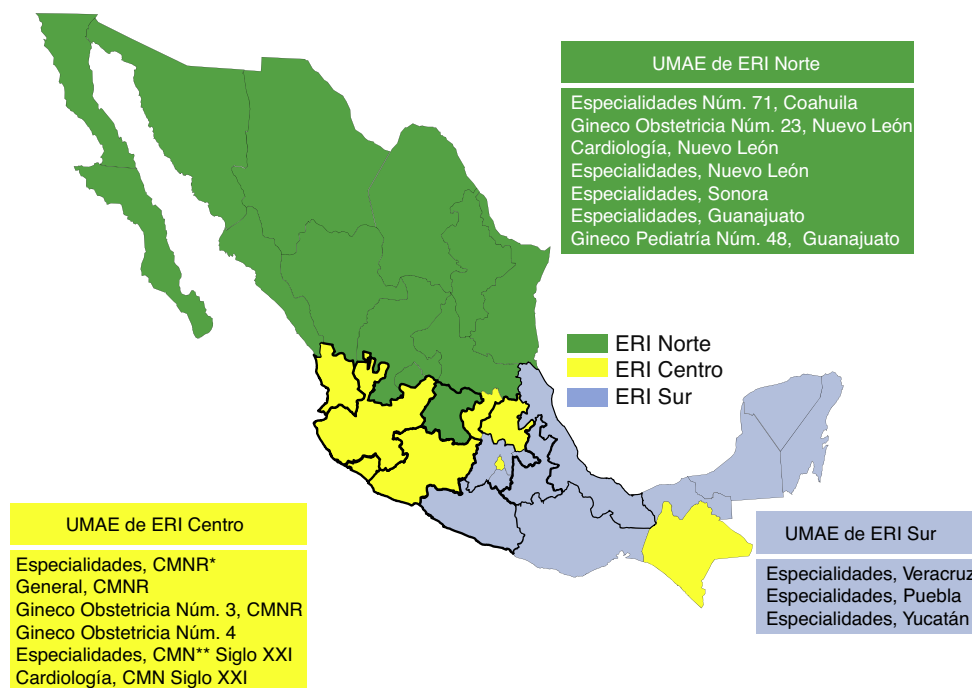 UMAE de ERI Norte
Especialidades Núm. 71, Coahuila
Gineco Obstetricia Núm. 23, Nuevo León
Cardiología, Nuevo León
Especialidades, Nuevo León
Especialidades, Sonora
Especialidades, Guanajuato
Gineco Pediatría Núm. 48, Guanajuato
ERI Norte
ERI Centro
ERI Sur
UMAE de ERI Centro
Especialidades, CMNR*
General, CMNR
Gineco Obstetricia Núm. 3, CMNR
Gineco Obstetricia Núm. 4
Especialidades, CMN** Siglo XXI
Cardiología, CMN Siglo XXI
UMAE de ERI Sur
Especialidades, Veracruz
Especialidades, Puebla
Especialidades, Yucatán